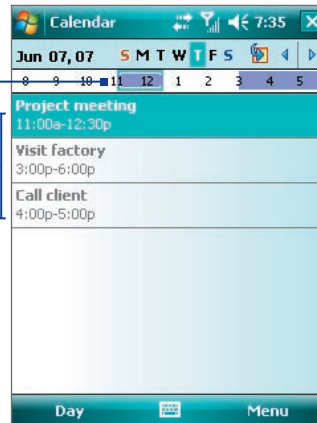 Calendar 7:35
Jun 07, 07 S M T W T F S
8 9 10 11 12 1 2 3 4 5
Project meeting
11:00a-12:30p
Visit factory
3:00p-6:00p
Call client
4:00p-5:00p
Day Menu